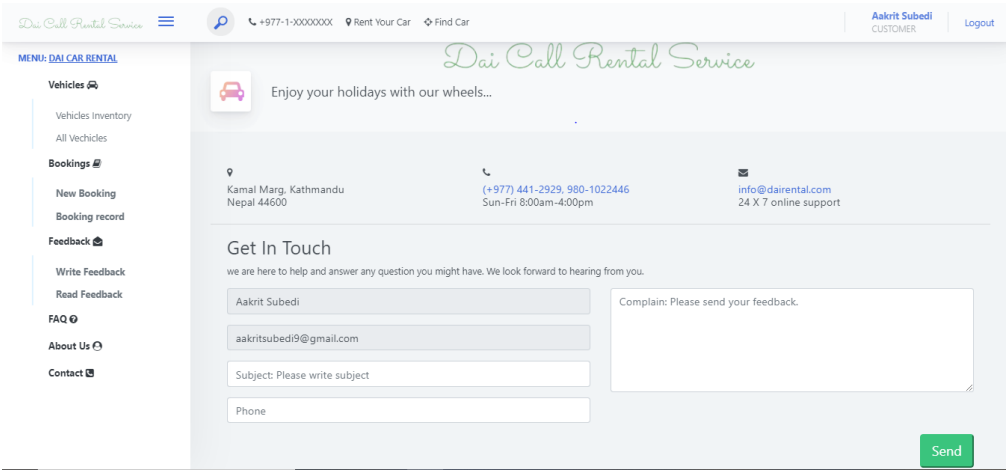 Dai Call Rental Service
+977-1-XXXXXXX Rent Your Car Find Car
Aakrit Subedi
CUSTOMER
Logout
MENU: DAI CAR RENTAL
Vehicles
Vehicles Inventory
All Vechicles
Bookings
New Booking
Booking record
Feedback
Write Feedback
Read Feedback
FAQ
About Us
Contact
Dai Call Rental Service
Enjoy your holidays with our wheels...
Kamal Marg, Kathmandu
Nepal 44600
(+977) 441-2929, 980-1022446
Sun-Fri 8:00am-4:00pm
info@dairental.com
24 X 7 online support
Get In Touch
we are here to help and answer any question you might have. We look forward to hearing from you.
Aakrit Subedi
aakritsubedi9@gmail.com
Subject: Please write subject
Phone
Complain: Please send your feedback.
Send